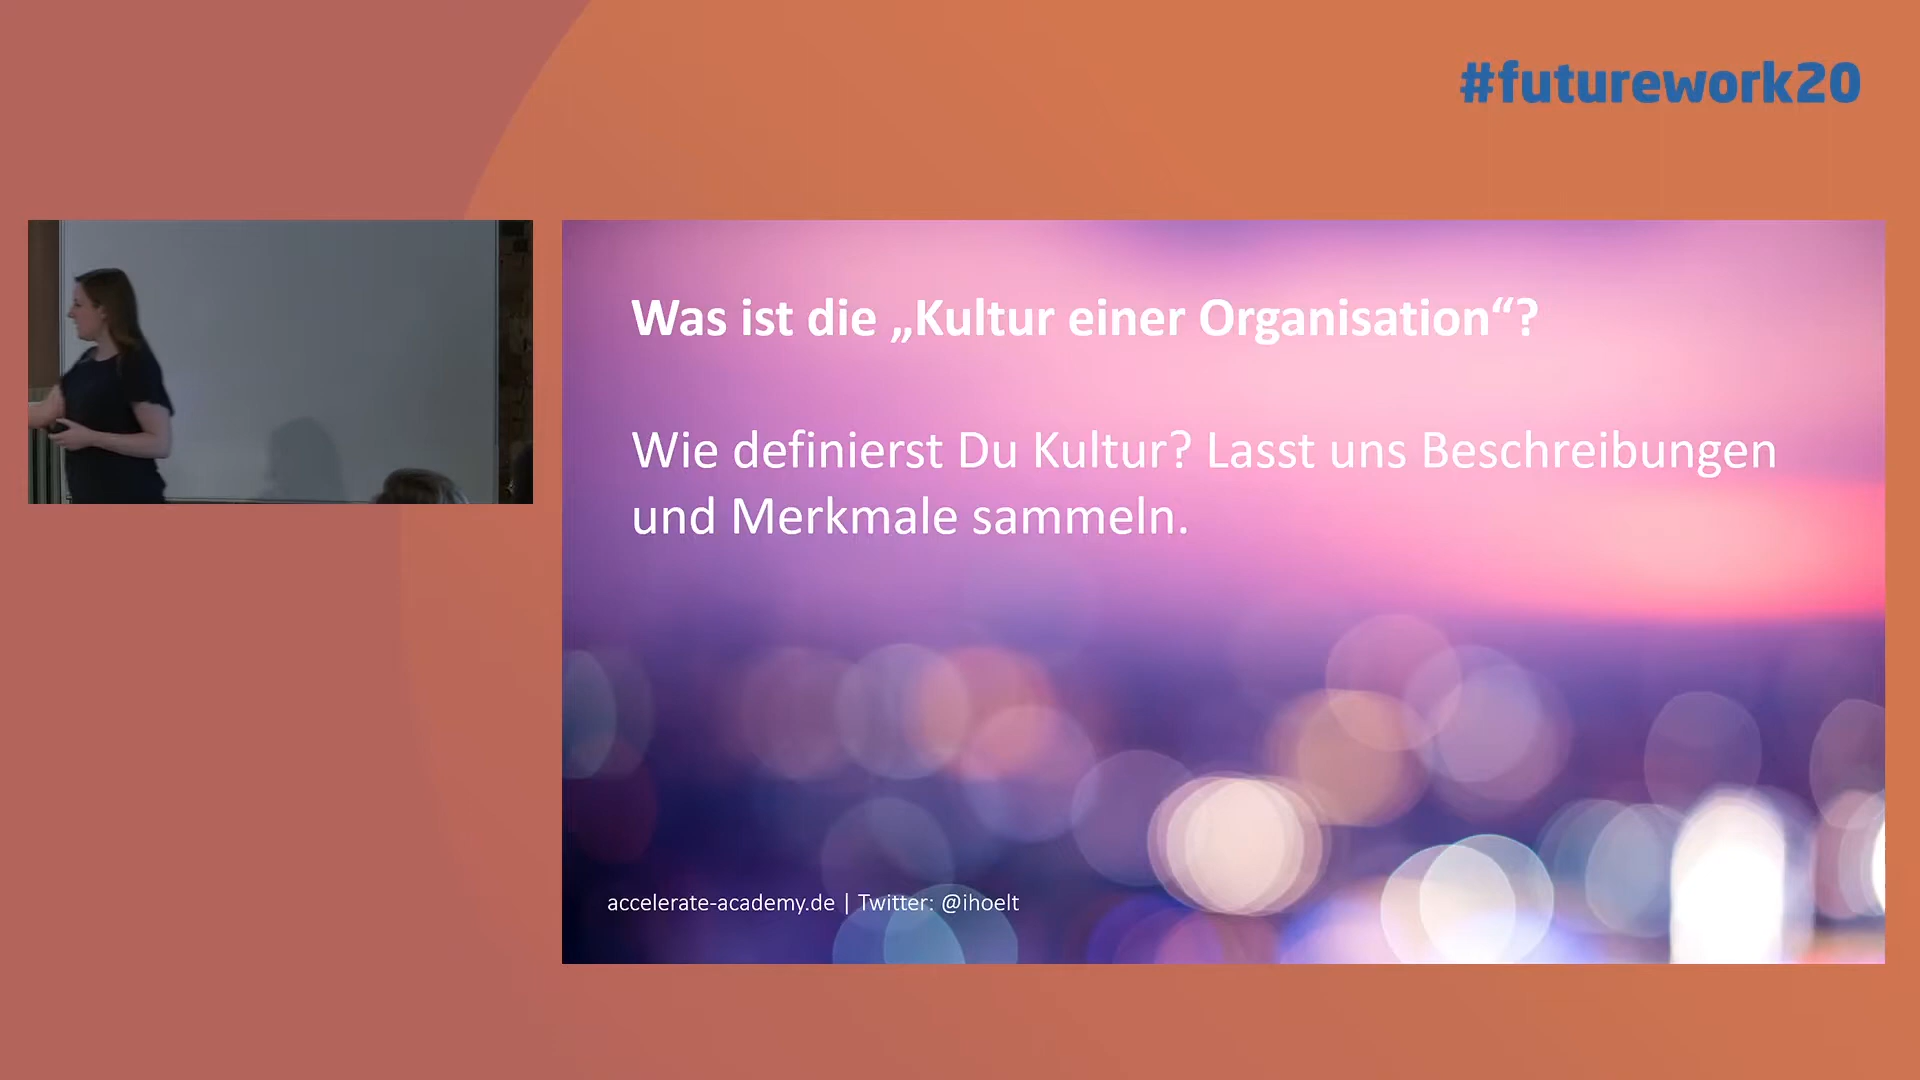 #futurework20
Was ist die „Kultur einer Organisation“?
Wie definierst Du Kultur? Lasst uns Beschreibungen
und Merkmale sammeln.
accelerate-academy.de | Twitter: @ihoelt